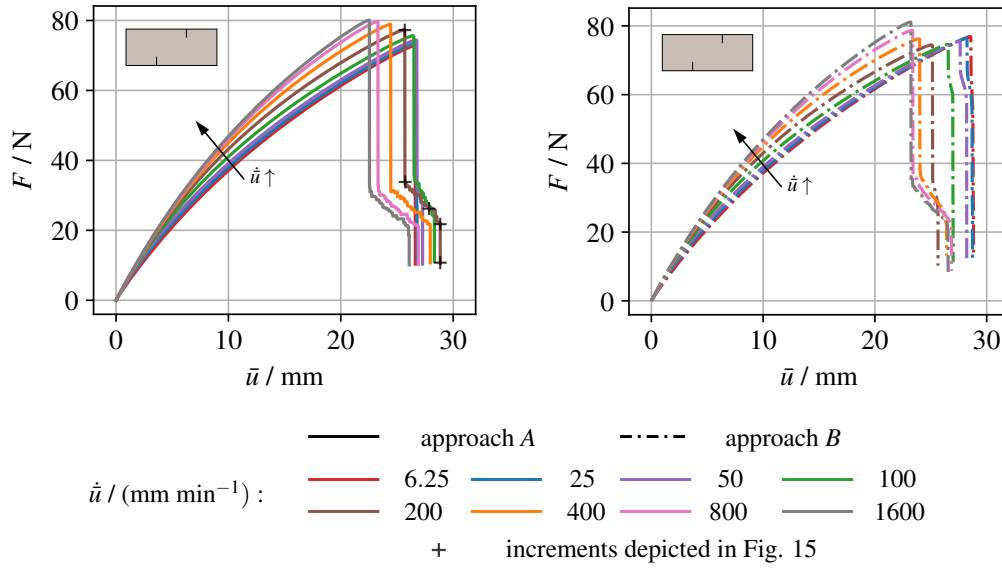 80
60
40
20
0
F / N
0 10 20 30
ū / mm
u̇̄ ↑
80
60
40
20
0
F / N
0 10 20 30
ū / mm
u̇̄ ↑
approach A approach B
u̇̄ / (mm min⁻¹) :
6.25 25 50 100
200 400 800 1600
+ increments depicted in Fig. 15